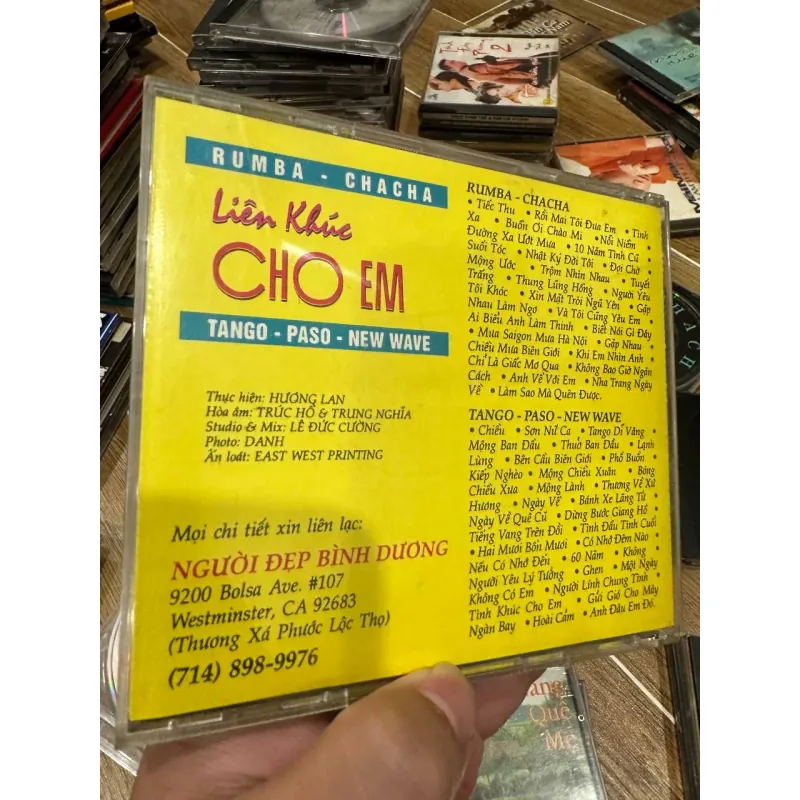 RUMBA - CHACHA
Liên Khúc
CHO EM
TANGO - PASO - NEW WAVE
Thực hiện: HƯƠNG LAN
Hòa âm: TRÚC HỒ & TRUNG NGHĨA
Studio & Mix: LÊ ĐỨC CƯỜNG
Photo: DANH
Ấn loát: EAST WEST PRINTING
Mọi chi tiết xin liên lạc:
NGƯỜI ĐẸP BÌNH DƯƠNG
9200 Bolsa Ave. #107
Westminster, CA 92683
(Thương Xá Phước Lộc Thọ)
(714) 898-9976
RUMBA - CHACHA
• Tiếc Thu • Rồi Mai Tôi Đưa Em • Tình
Xa • Buồn Ơi Chào Mi • Nỗi Niềm •
Đường Xa Ướt Mưa • 10 Năm Tình Cũ •
Suối Tóc • Nhật Ký Đời Tôi • Đợi Chờ •
Mộng Ước • Trộm Nhìn Nhau • Tuyết
Trắng • Thung Lũng Hồng • Người Yêu
Tôi Khóc • Xin Mặt Trời Ngủ Yên • Gặp
Nhau Làm Ngơ • Và Tôi Cũng Yêu Em •
Ai Biểu Anh Làm Thinh • Biết Nói Gì Đây
• Mưa Saigon Mưa Hà Nội • Gặp Nhau •
Chiều Mưa Biên Giới • Khi Em Nhìn Anh •
Chỉ Là Giấc Mơ Qua • Không Bao Giờ Ngăn
Cách • Anh Về Với Em • Nha Trang Ngày
Về • Làm Sao Mà Quên Được.
TANGO - PASO - NEW WAVE
• Chiều • Sơn Nữ Ca • Tango Dĩ Vãng •
Mộng Ban Đầu • Thuở Ban Đầu • Lạnh
Lùng • Bên Cầu Biên Giới • Phố Buồn •
Kiếp Nghèo • Mộng Chiều Xuân • Bóng
Chiều Xưa • Mộng Lành • Thương Về Xứ
Hương • Ngày Về • Bánh Xe Lãng Tử •
Ngày Về Quê Cũ • Dừng Bước Giang Hồ •
Tiếng Vang Trên Đồi • Tình Đầu Tình Cuối
• Hai Mươi Bốn Mươi • Có Nhớ Đêm Nào •
Nếu Có Nhớ Đến • 60 Năm • Không
Người Yêu Lý Tưởng • Ghen • Một Ngày
Không Có Em • Người Lính Chung Tình •
Tình Khúc Cho Em • Gửi Gió Cho Mây
Ngàn Bay • Hoài Cảm • Anh Đâu Em Đó.
Quê
Mẹ